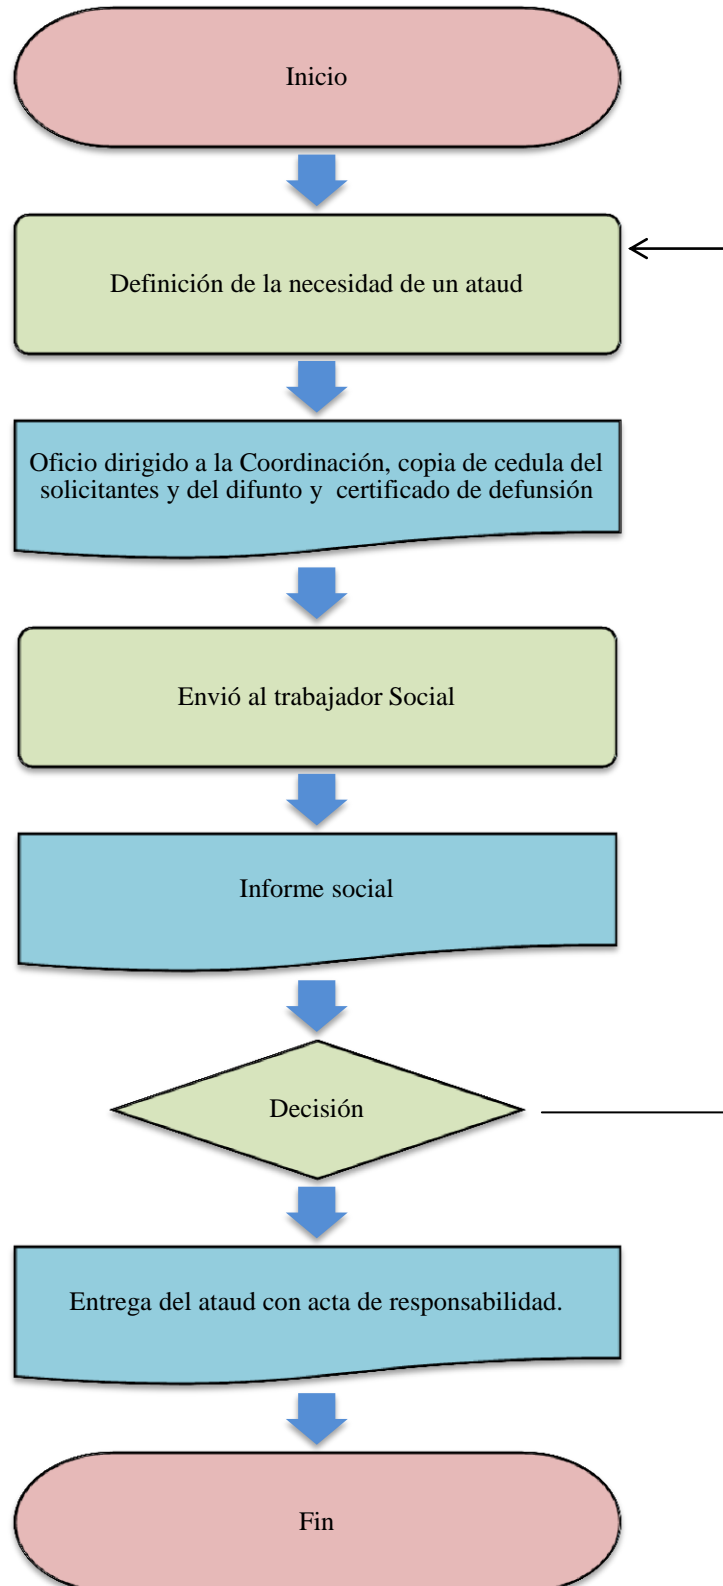 Inicio
Definición de la necesidad de un ataud
Oficio dirigido a la Coordinación, copia de cedula del
solicitantes y del difunto y  certificado de defunsión
Envió al trabajador Social
Informe social
Decisión
Entrega del ataud con acta de responsabilidad.
Fin